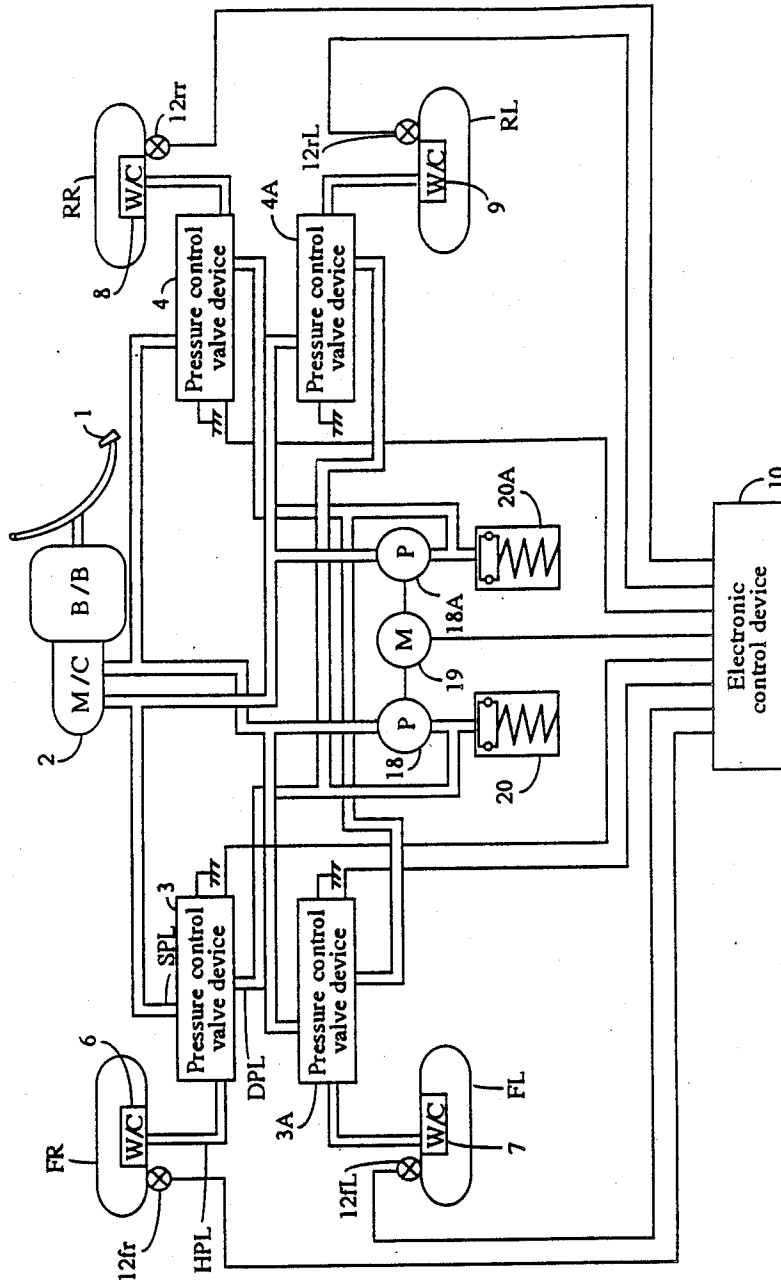 1
B/B
M/C
2
FR
6
W/C
12fr
HPL
SPL
3
Pressure control
valve device
DPL
Pressure control
valve device
3A
FL
W/C
7
12fL
RR
8
W/C
12rr
4
Pressure control
valve device
4A
Pressure control
valve device
12rL
RL
W/C
9
P
18
M
19
P
18A
20
20A
10
Electronic
control device